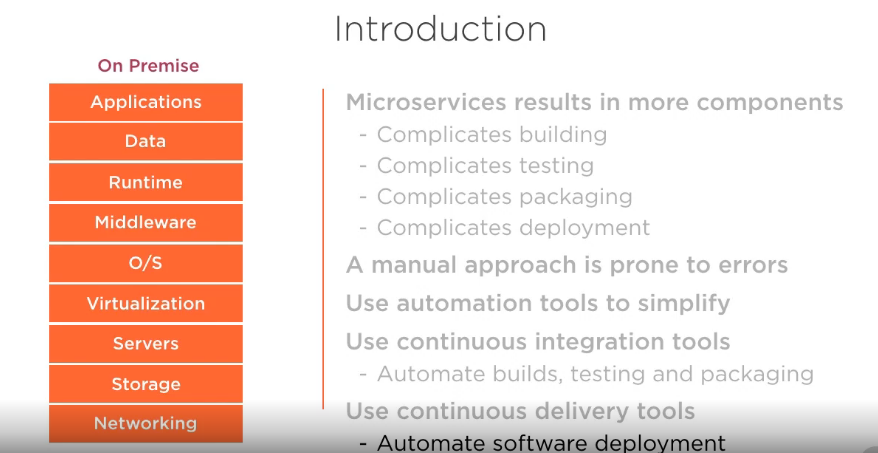 Introduction
On Premise
Applications
Data
Runtime
Middleware
O/S
Virtualization
Servers
Storage
Networking
Microservices results in more components
- Complicates building
- Complicates testing
- Complicates packaging
- Complicates deployment
A manual approach is prone to errors
Use automation tools to simplify
Use continuous integration tools
- Automate builds, testing and packaging
Use continuous delivery tools
- Automate software deployment